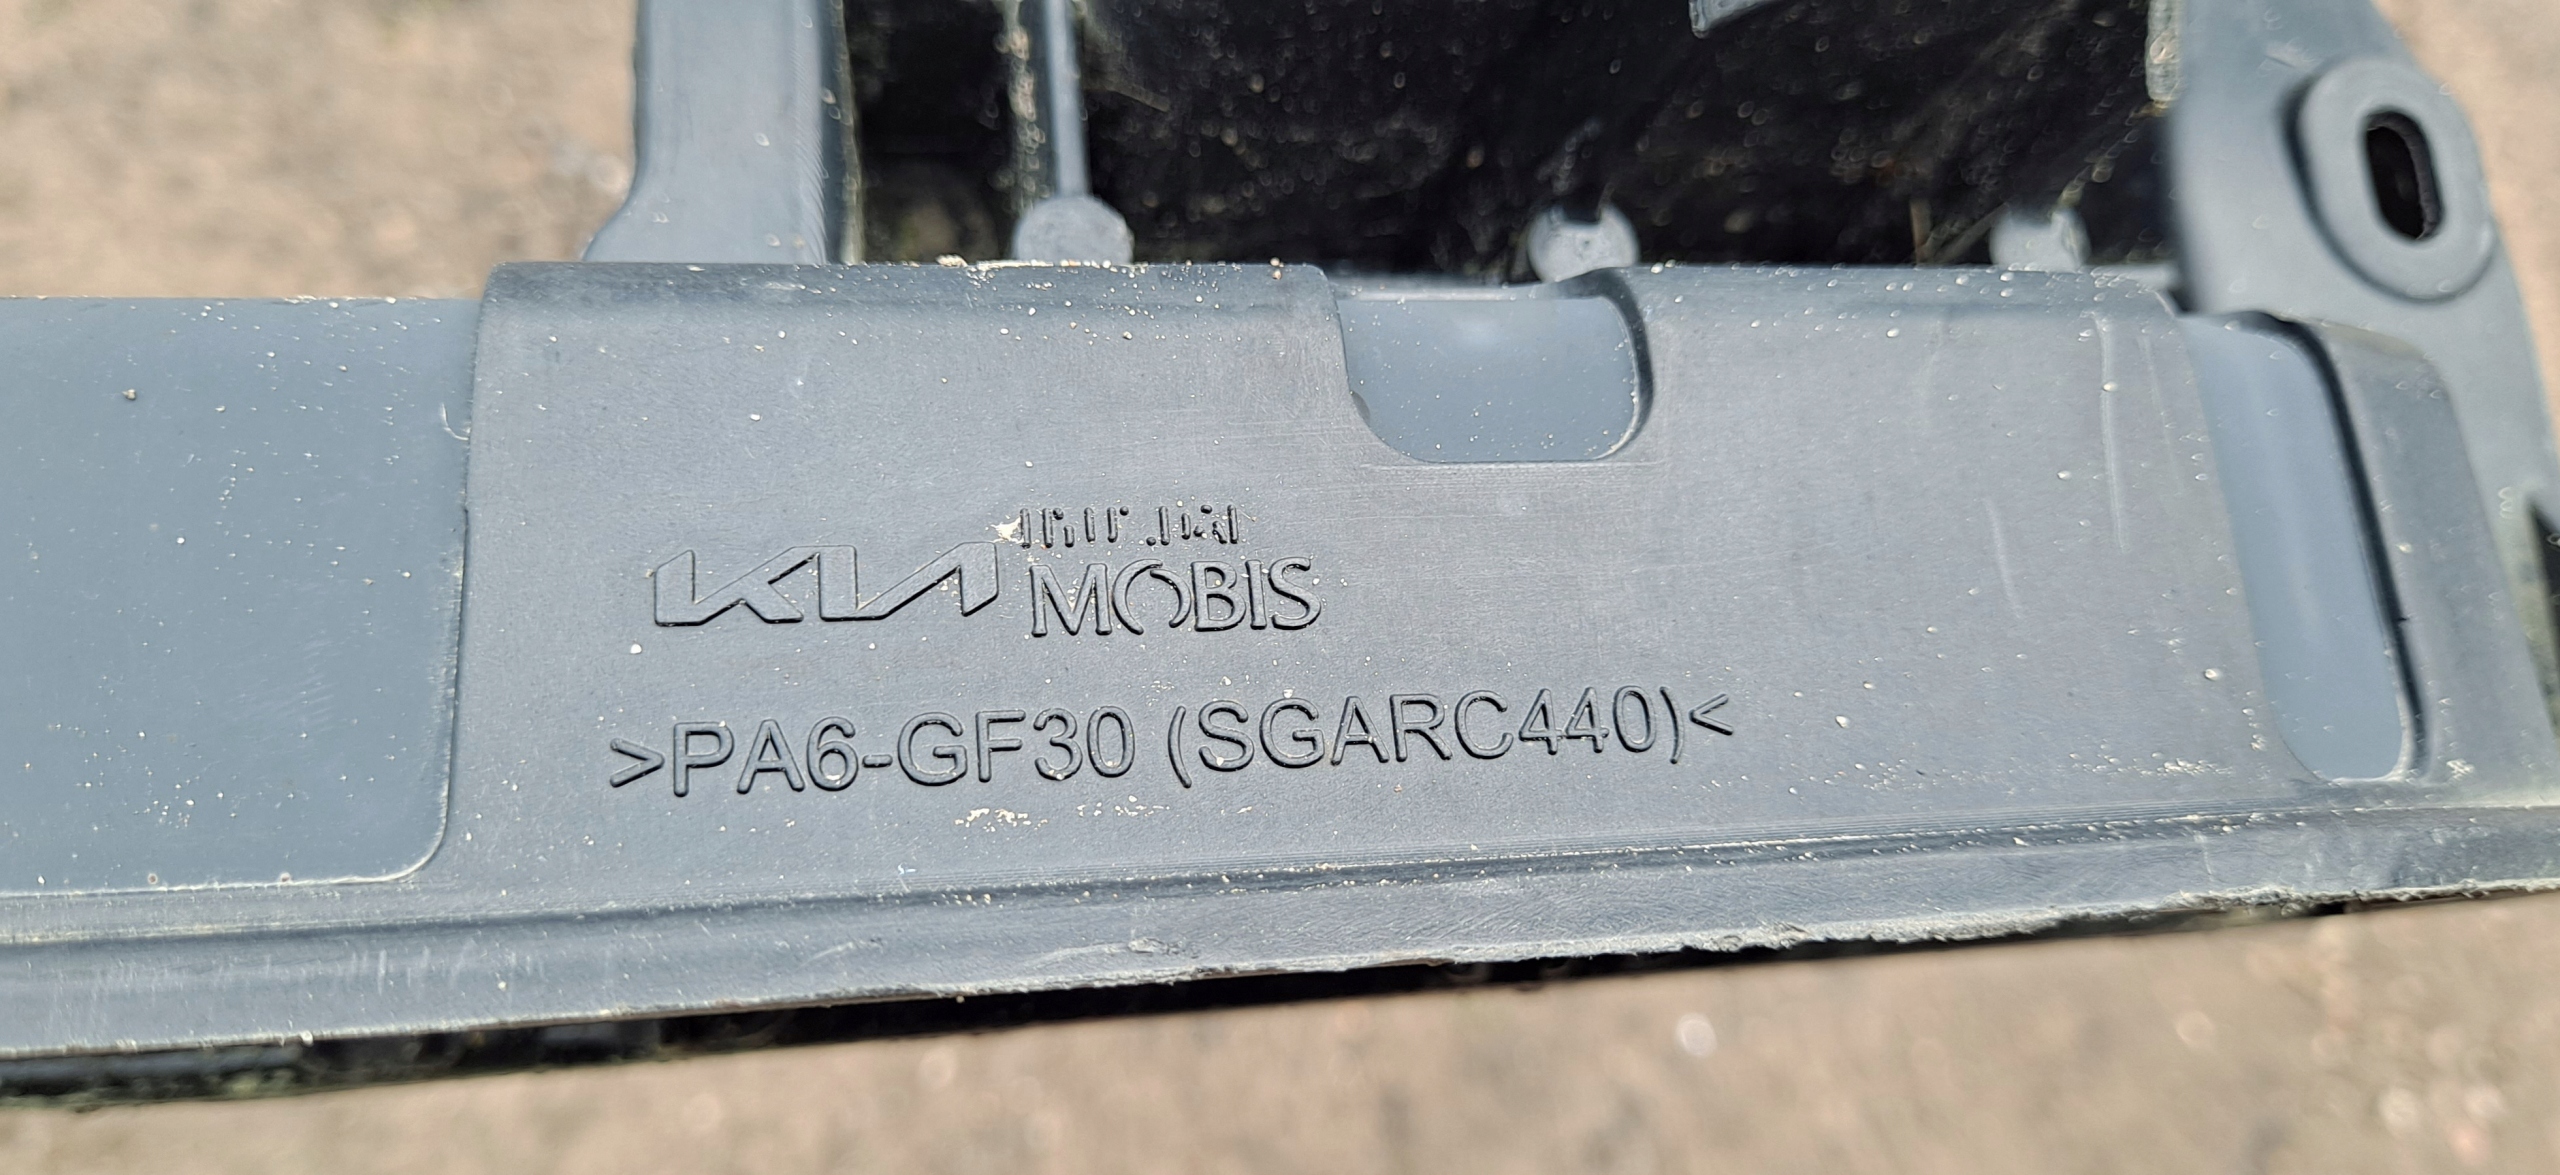 KIA MOBIS
>PA6-GF30 (SGARC440)<